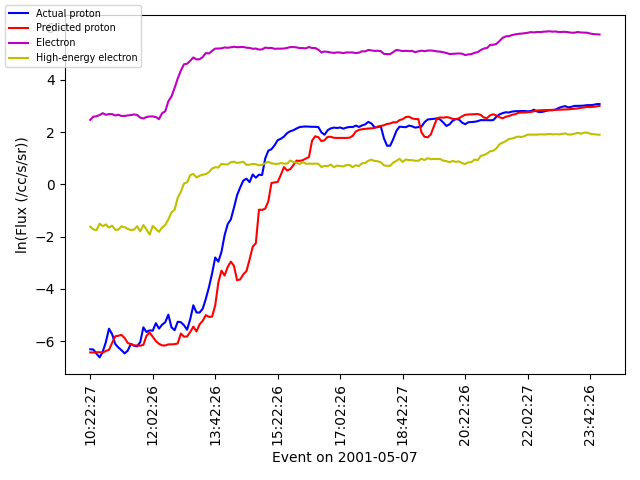 Actual proton
Predicted proton
Electron
High-energy electron
4
2
0
−2
−4
−6
ln(Flux (/cc/s/sr))
10:22:27
12:02:26
13:42:26
15:22:26
17:02:26
18:42:27
20:22:26
22:02:27
23:42:26
Event on 2001-05-07